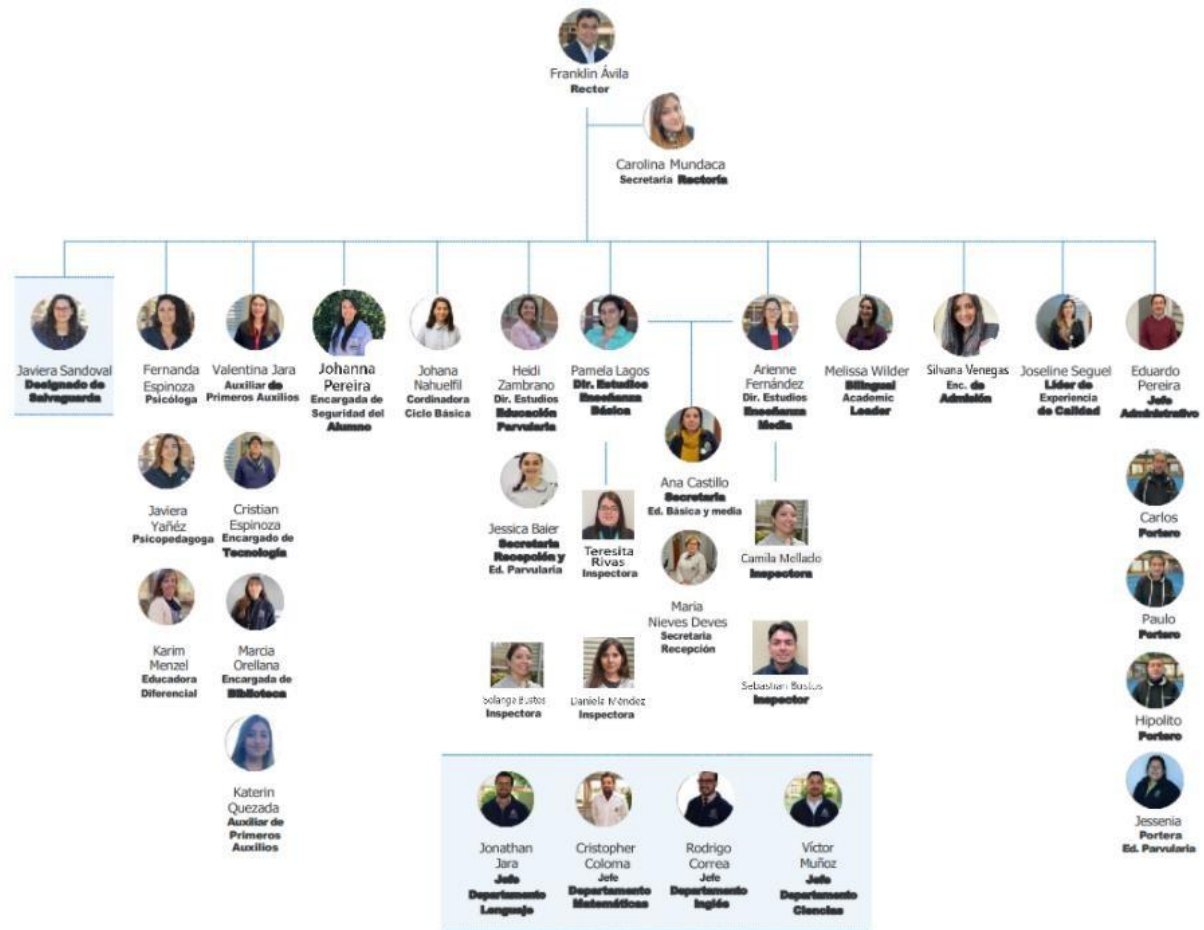 Franklin Ávila
Rector
Carolina Mundaca
Secretaria Rectoría
Javiera Sandoval
Designado de
Salvaguarda
Fernanda
Espinoza
Psicóloga
Valentina Jara
Auxiliar de
Primeros Auxilios
Johanna
Pereira
Encargada de
Seguridad del
Alumno
Johana
Nahuelfil
Cordinadora
Ciclo Básica
Heidi
Zambrano
Dir. Estudios
Educación
Parvularia
Pamela Lagos
Dir. Estudios
Enseñanza
Básica
Arienne
Fernández
Dir. Estudios
Enseñanza
Media
Melissa Wilder
Bilingual
Academic
Leader
Silvana Venegas
Enc. de
Admisión
Joseline Seguel
Líder de
Experiencia
de Calidad
Eduardo
Pereira
Jefe
Administrativo
Javiera
Yañéz
Psicopedagoga
Cristian
Espinoza
Encargado de
Tecnología
Jessica Baier
Secretaria
Recepción y
Ed. Parvularia
Teresita
Rivas
Inspectora
Ana Castillo
Secretaria
Ed. Básica y media
Camila Mellado
Inspectora
Carlos
Portero
Karim
Menzel
Educadora
Diferencial
Marcia
Orellana
Encargada de
Biblioteca
Solange Bustos
Inspectora
Daniela Méndez
Inspectora
Maria
Nieves Deves
Secretaria
Recepción
Sebastian Bustos
Inspector
Paulo
Portero
Hipolito
Portero
Katerin
Quezada
Auxiliar de
Primeros
Auxilios
Jessenia
Portera
Ed. Parvularia
Jonathan
Jara
Jefe
Departamento
Lenguaje
Cristopher
Coloma
Jefe
Departamento
Matemáticas
Rodrigo
Correa
Jefe
Departamento
Inglés
Víctor
Muñoz
Jefe
Departamento
Ciencias